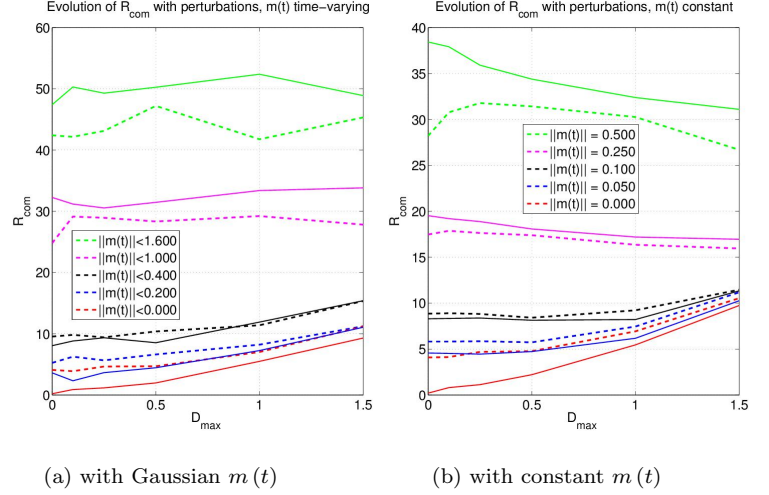 Evolution of R_com with perturbations, m(t) time−varying
60
50
40
30
20
10
0
R_com
||m(t)||<1.600
||m(t)||<1.000
||m(t)||<0.400
||m(t)||<0.200
||m(t)||<0.000
0 0.5 1 1.5
D_max
(a) with Gaussian m (t)
Evolution of R_com with perturbations, m(t) constant
40
35
30
25
20
15
10
5
0
R_com
||m(t)|| = 0.500
||m(t)|| = 0.250
||m(t)|| = 0.100
||m(t)|| = 0.050
||m(t)|| = 0.000
0 0.5 1 1.5
D_max
(b) with constant m (t)